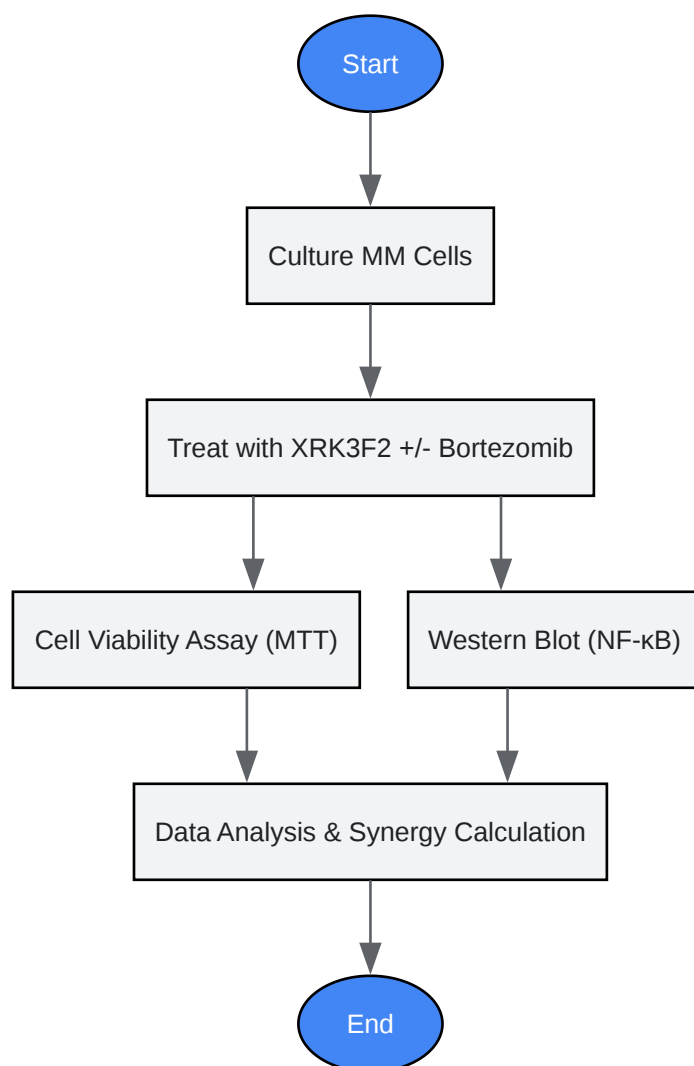 Start
Culture MM Cells
Treat with XRK3F2 +/- Bortezomib
Cell Viability Assay (MTT)
Western Blot (NF-κB)
Data Analysis & Synergy Calculation
End